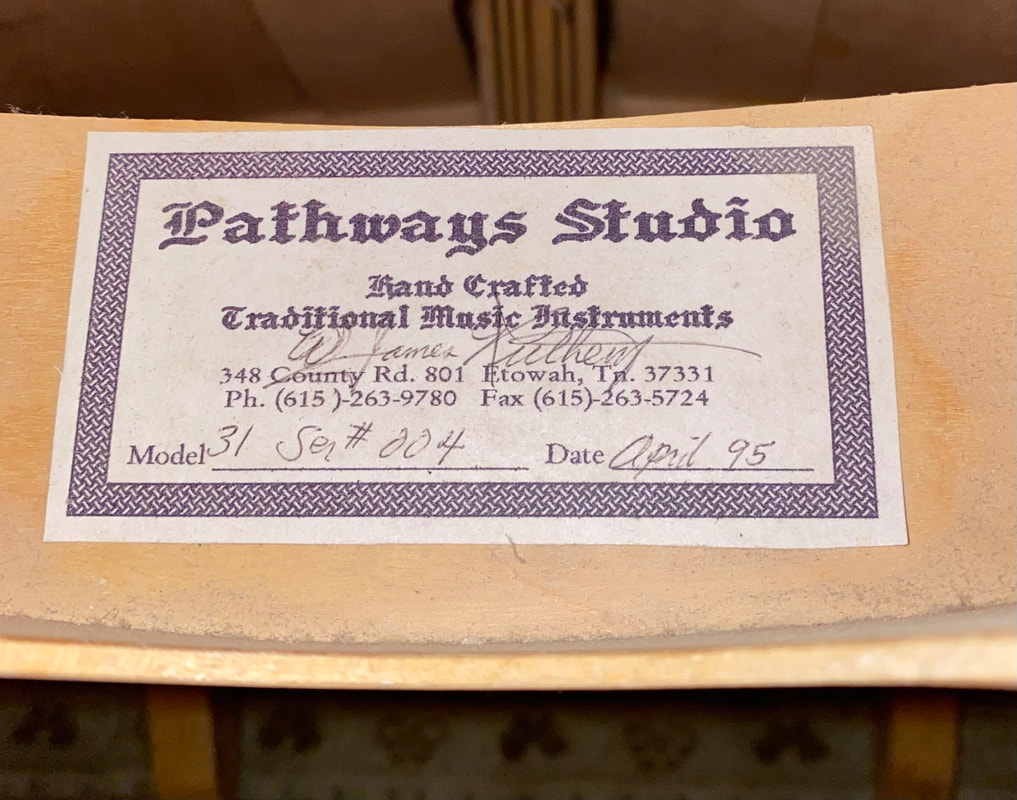 Pathways Studio
Hand Crafted
Traditional Music Instruments
W. James
348 County Rd. 801 Etowah, Tn. 37331
Ph. (615 )-263-9780 Fax (615)-263-5724
Model 31 Ser# 004 Date April 95